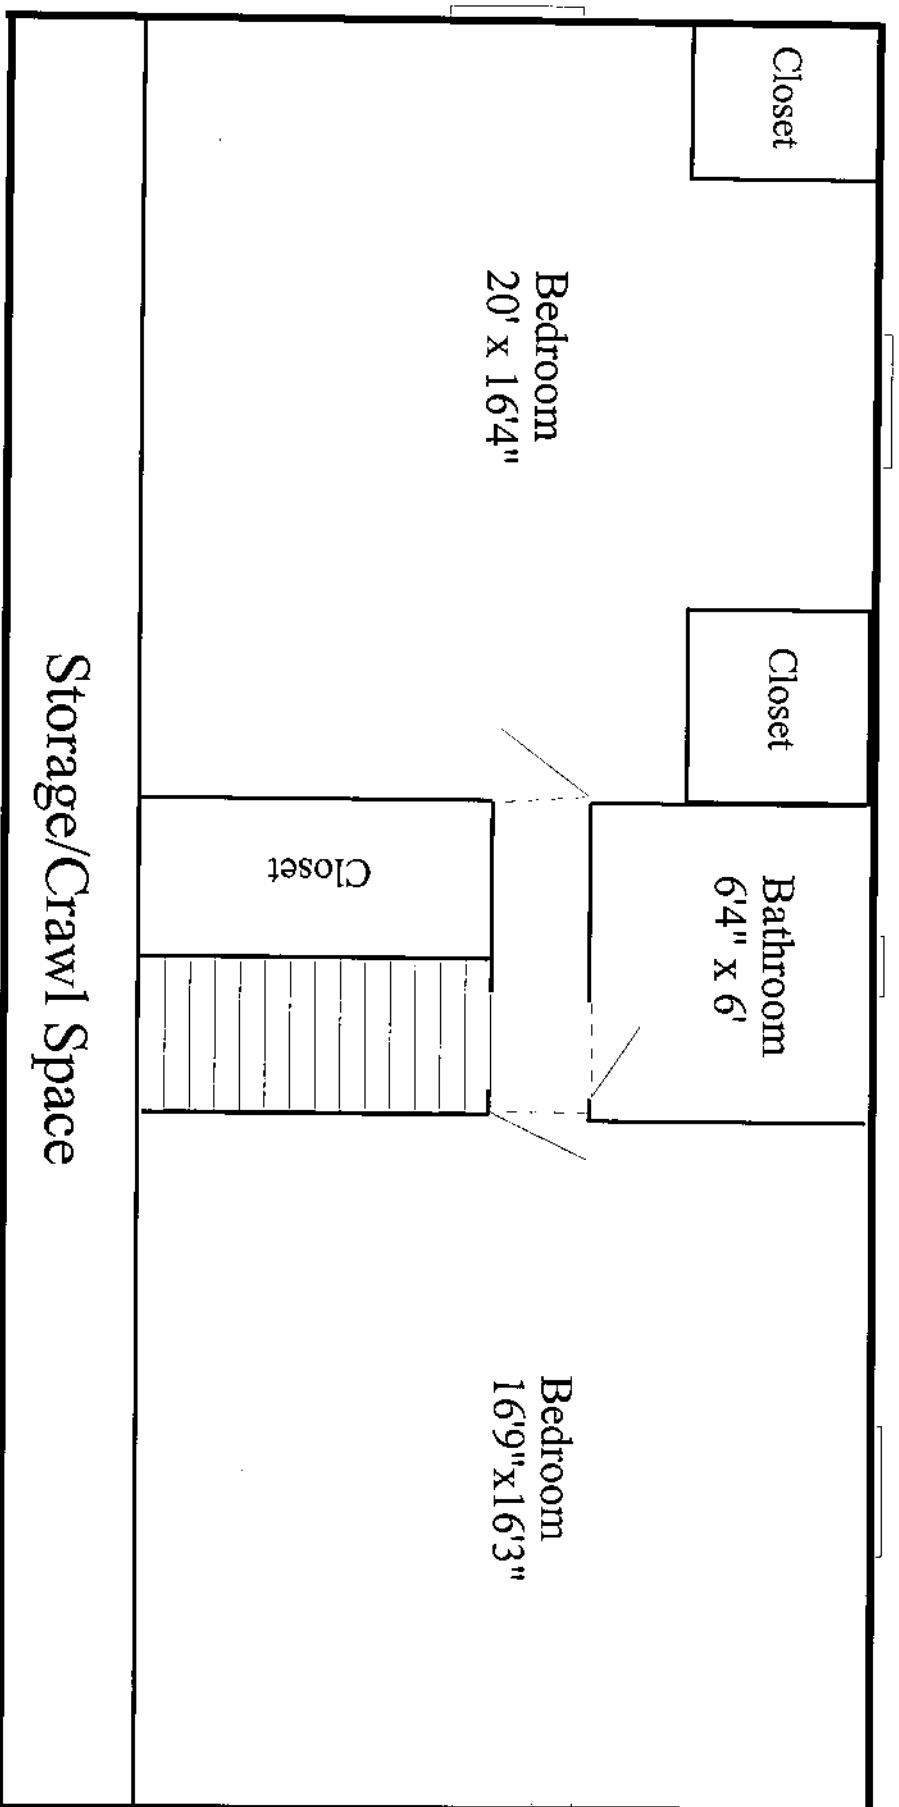 Closet
Bedroom
20' x 16'4"
Closet
Bathroom
6'4" x 6'
Closet
Storage/Crawl Space
Bedroom
16'9"x16'3"